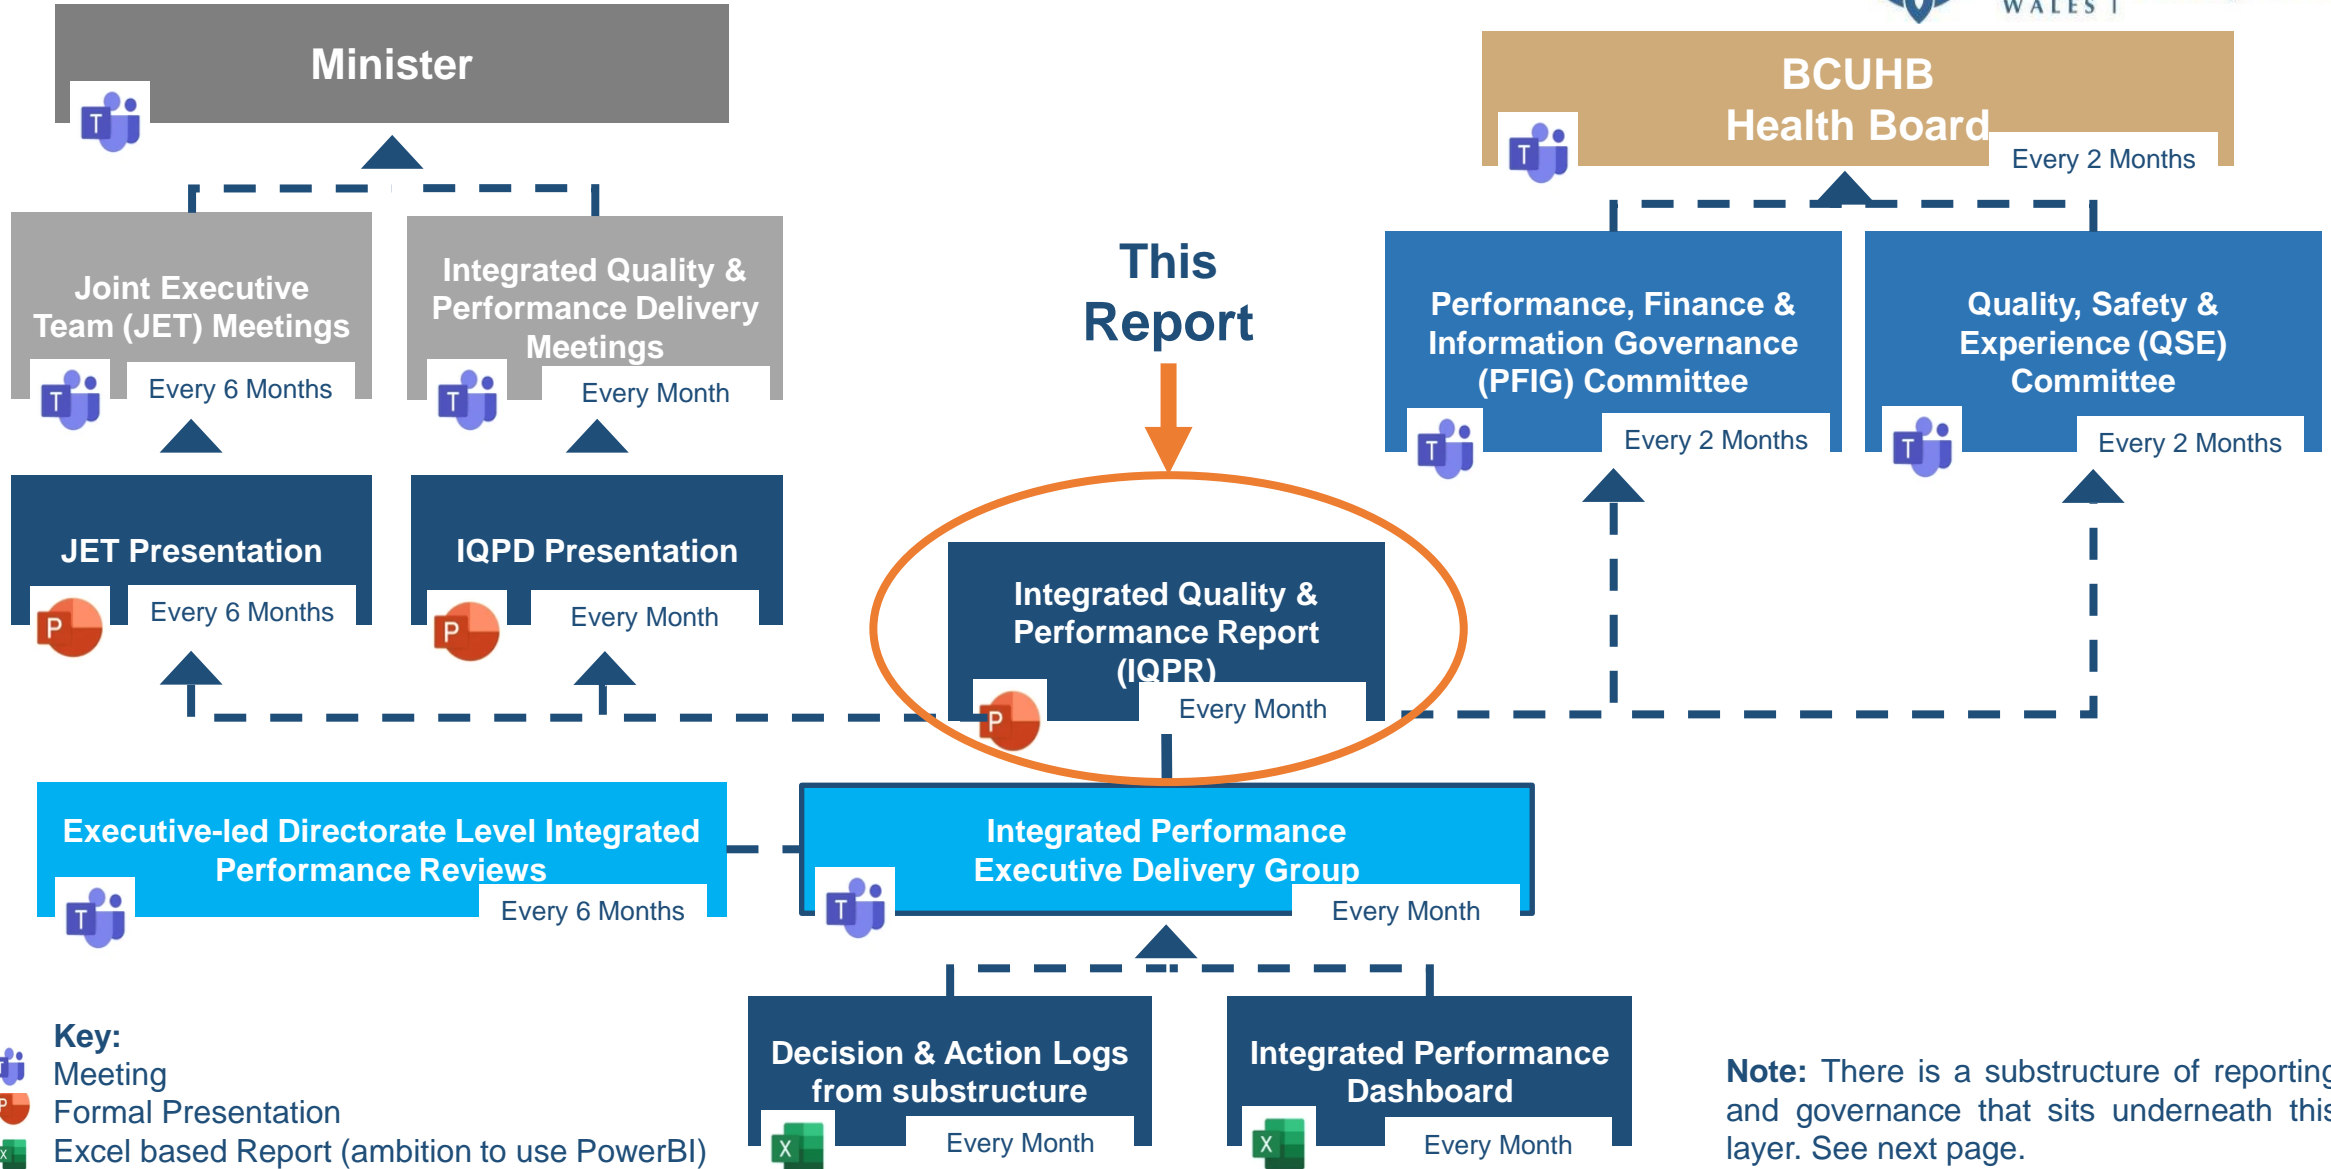 WALES
Minister
BCUHB
Health Board
Every 2 Months
Joint Executive
Team (JET) Meetings
Every 6 Months
Integrated Quality &
Performance Delivery
Meetings
Every Month
This
Report
Performance, Finance &
Information Governance
(PFIG) Committee
Every 2 Months
Quality, Safety &
Experience (QSE)
Committee
Every 2 Months
JET Presentation
Every 6 Months
IQPD Presentation
Every Month
Integrated Quality &
Performance Report
(IQPR)
Every Month
Executive-led Directorate Level Integrated
Performance Reviews
Every 6 Months
Integrated Performance
Executive Delivery Group
Every Month
Decision & Action Logs
from substructure
Every Month
Integrated Performance
Dashboard
Every Month
Key:
Meeting
Formal Presentation
Excel based Report (ambition to use PowerBI)
Note: There is a substructure of reporting
and governance that sits underneath this
layer. See next page.